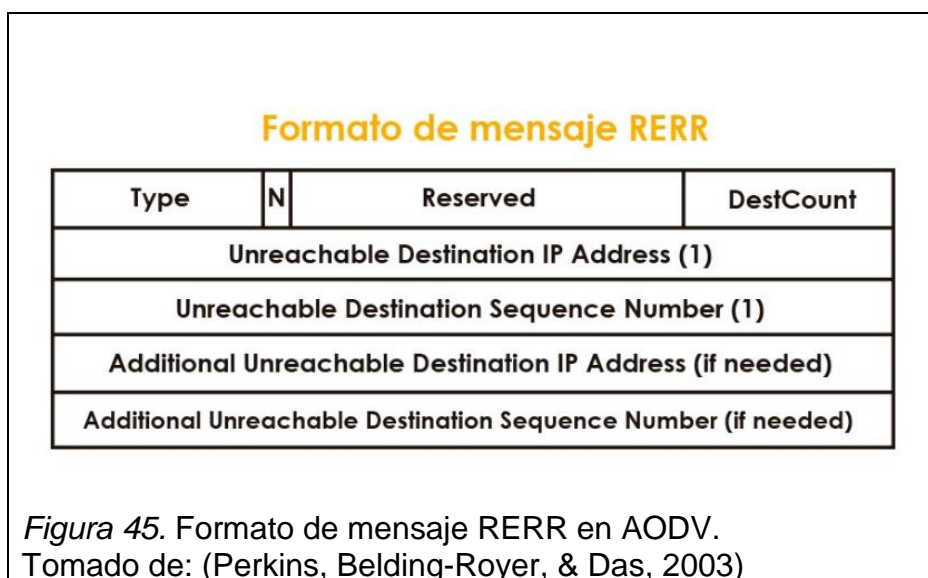 Formato de mensaje RERR
Type N Reserved DestCount
Unreachable Destination IP Address (1)
Unreachable Destination Sequence Number (1)
Additional Unreachable Destination IP Address (if needed)
Additional Unreachable Destination Sequence Number (if needed)
Figura 45. Formato de mensaje RERR en AODV.
Tomado de: (Perkins, Belding-Royer, & Das, 2003)